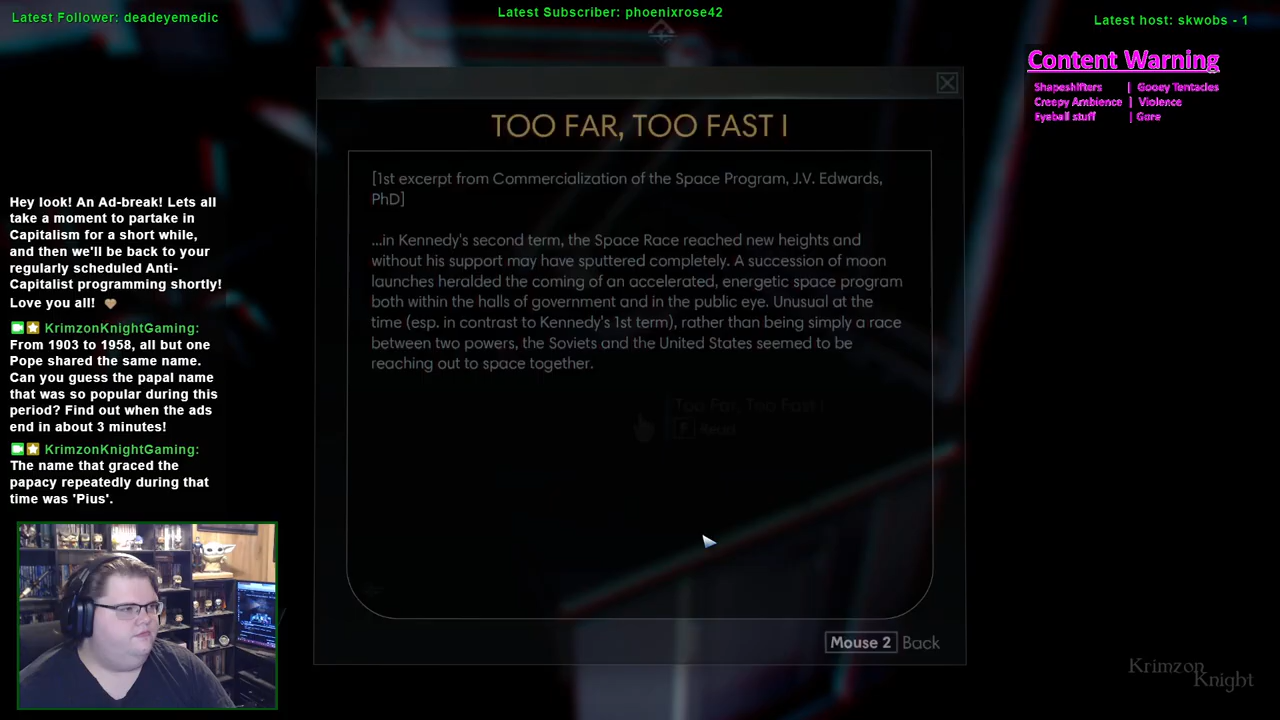 Latest Follower: deadeyemedic
Latest Subscriber: phoenixrose42
Latest host: skwobs - 1
Content Warning
Shapeshifters | Gooey Tentacles
Creepy Ambience | Violence
Eyeball stuff | Gore
TOO FAR, TOO FAST I
[1st excerpt from Commercialization of the Space Program, J.V. Edwards,
PhD]
...in Kennedy's second term, the Space Race reached new heights and
without his support may have sputtered completely. A succession of moon
launches heralded the coming of an accelerated, energetic space program
both within the halls of government and in the public eye. Unusual at the
time (esp. in contrast to Kennedy's 1st term), rather than being simply a race
between two powers, the Soviets and the United States seemed to be
reaching out to space together.
Too Far, Too Fast I
F Read
Mouse 2 Back
Hey look! An Ad-break! Lets all
take a moment to partake in
Capitalism for a short while,
and then we'll be back to your
regularly scheduled Anti-
Capitalist programming shortly!
Love you all!
KrimzonKnightGaming:
From 1903 to 1958, all but one
Pope shared the same name.
Can you guess the papal name
that was so popular during this
period? Find out when the ads
end in about 3 minutes!
KrimzonKnightGaming:
The name that graced the
papacy repeatedly during that
time was 'Pius'.
Krimzon
Knight